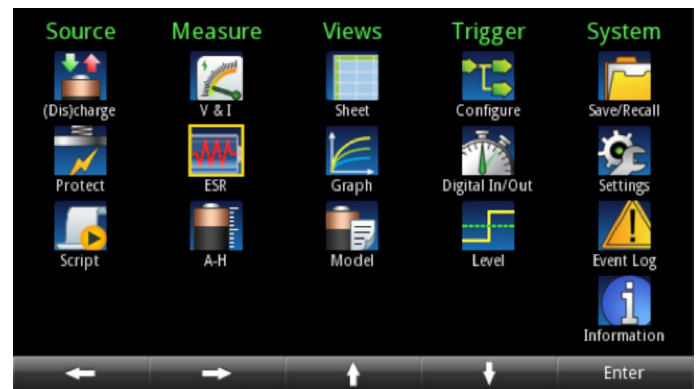 Source Measure Views Trigger System
(Dis)charge V & I Sheet Configure Save/Recall
Protect ESR Graph Digital In/Out Settings
Script A-H Model Level Event Log
Information
Enter